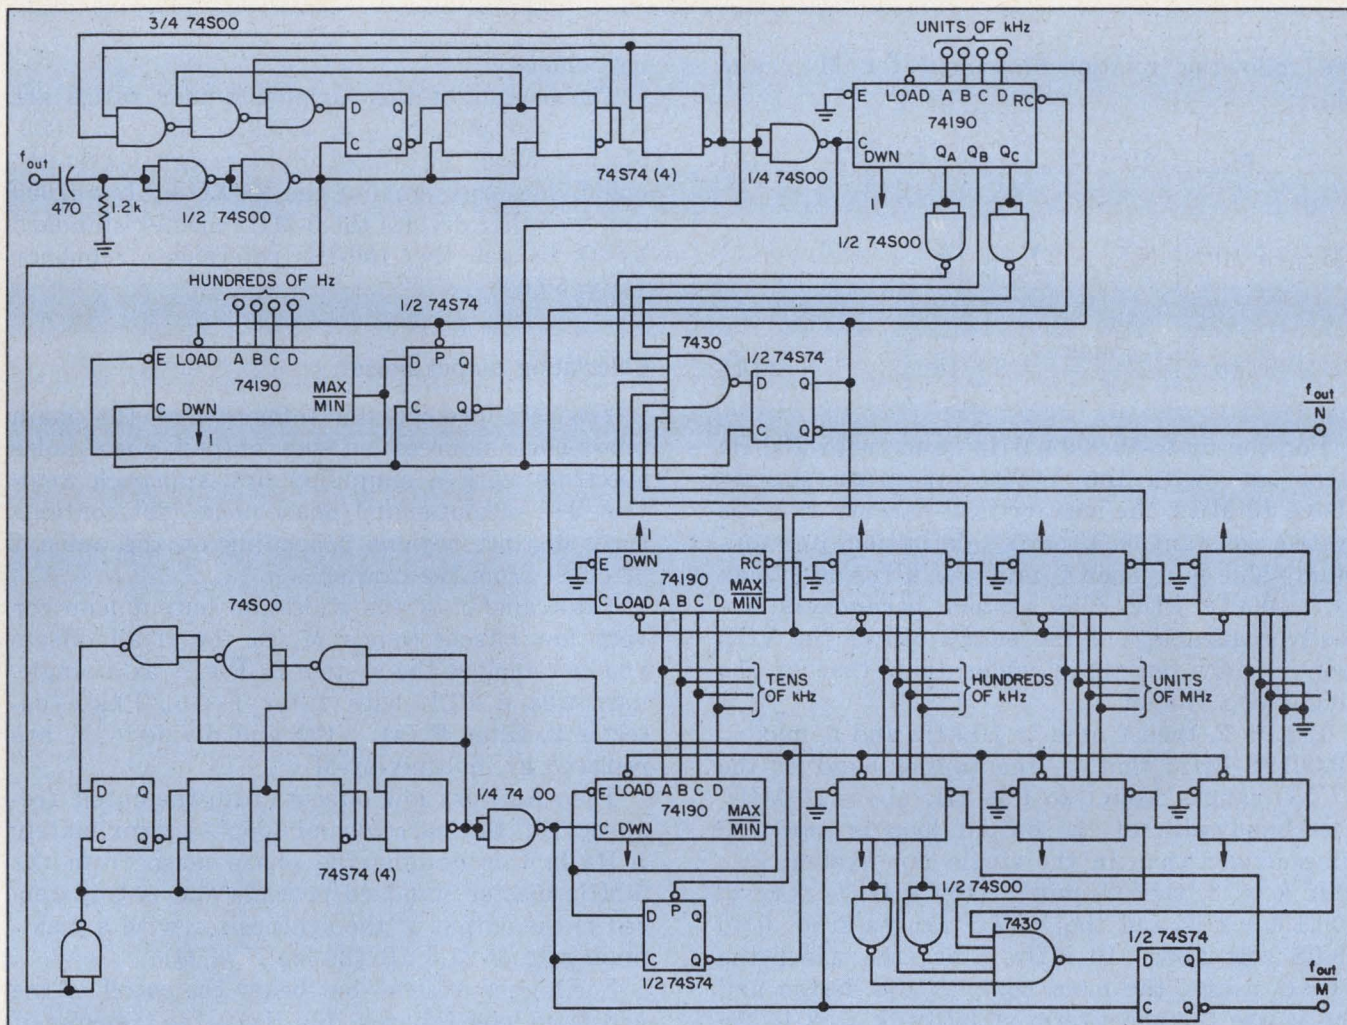 3/4 74S00
UNITS OF kHz
E LOAD A B C D RC
74190
C
DWN QA QB QC
1
D Q
C Q
74S74 (4)
1/4 74S00
fout
470
1.2k
1/2 74S00
1/2 74S00
HUNDREDS OF Hz
1/2 74S74
E LOAD A B C D
74190
MAX
MIN
C DWN
1
D P Q
C Q
7430
1/2 74S74
D Q
C Q
fout
N
DWN RC
E 74190 MAX
C LOAD A B C D MIN
1
74S00
TENS
OF kHz
HUNDREDS
OF kHz
UNITS
OF MHz
1
D Q
C Q
74S74 (4)
1/4 74 00
E LOAD A B C D
74190 MAX
C DWN MIN
1
D P Q
C Q
1/2 74S74
1/2 74S00
7430
1/2 74S74
D Q
C Q
fout
M